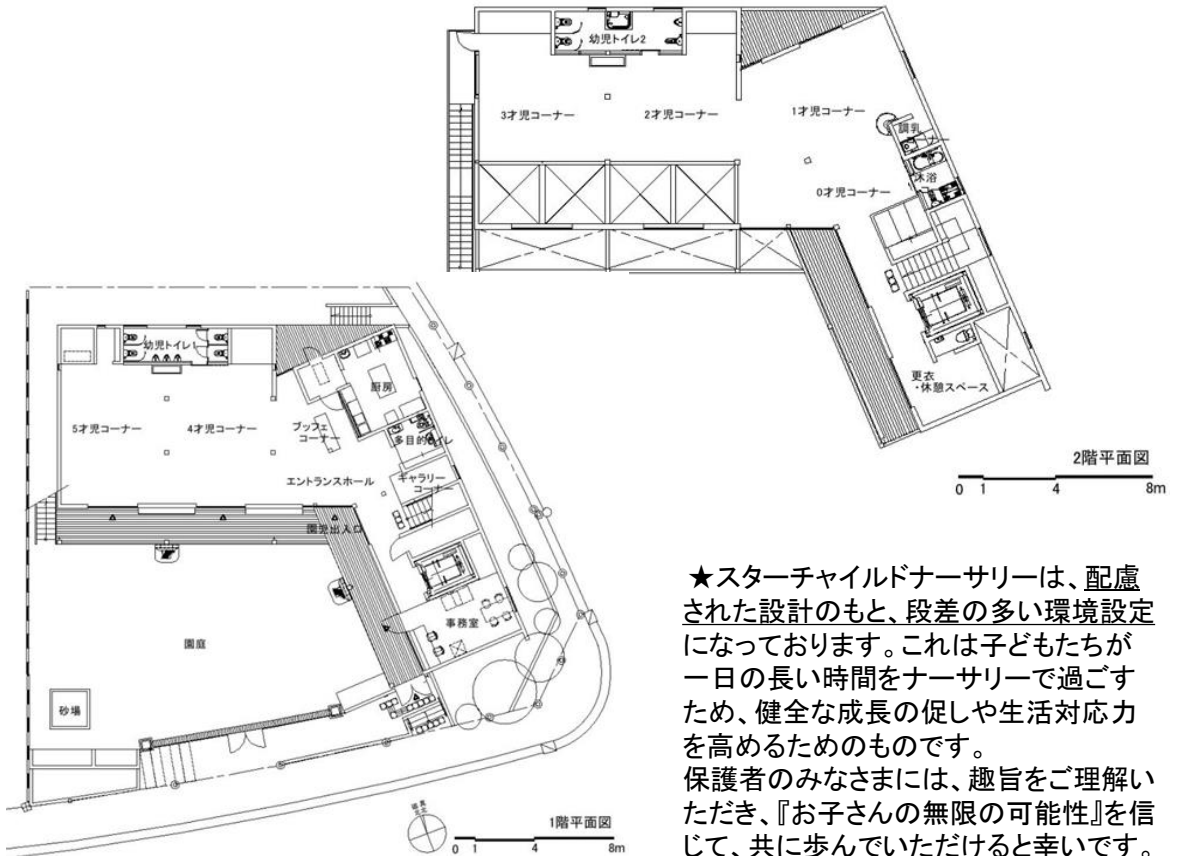 幼児トイレ2
3才児コーナー
2才児コーナー
1才児コーナー
調乳
沐浴
0才児コーナー
更衣
・休憩スペース
2階平面図
0 1 4 8m
幼児トイレ1
厨房
5才児コーナー
4才児コーナー
ブッフェ
コーナー
多目的トイレ
エントランスホール
ギャラリー
コーナー
園児出入口
事務室
園庭
砂場
1階平面図
0 1 4 8m
★スターチャイルドナーサリーは、配慮
された設計のもと、段差の多い環境設定
になっております。これは子どもたちが
一日の長い時間をナーサリーで過ごす
ため、健全な成長の促しや生活対応力
を高めるためのものです。
保護者のみなさまには、趣旨をご理解い
ただき、『お子さんの無限の可能性』を信
じて、共に歩んでいただけると幸いです。